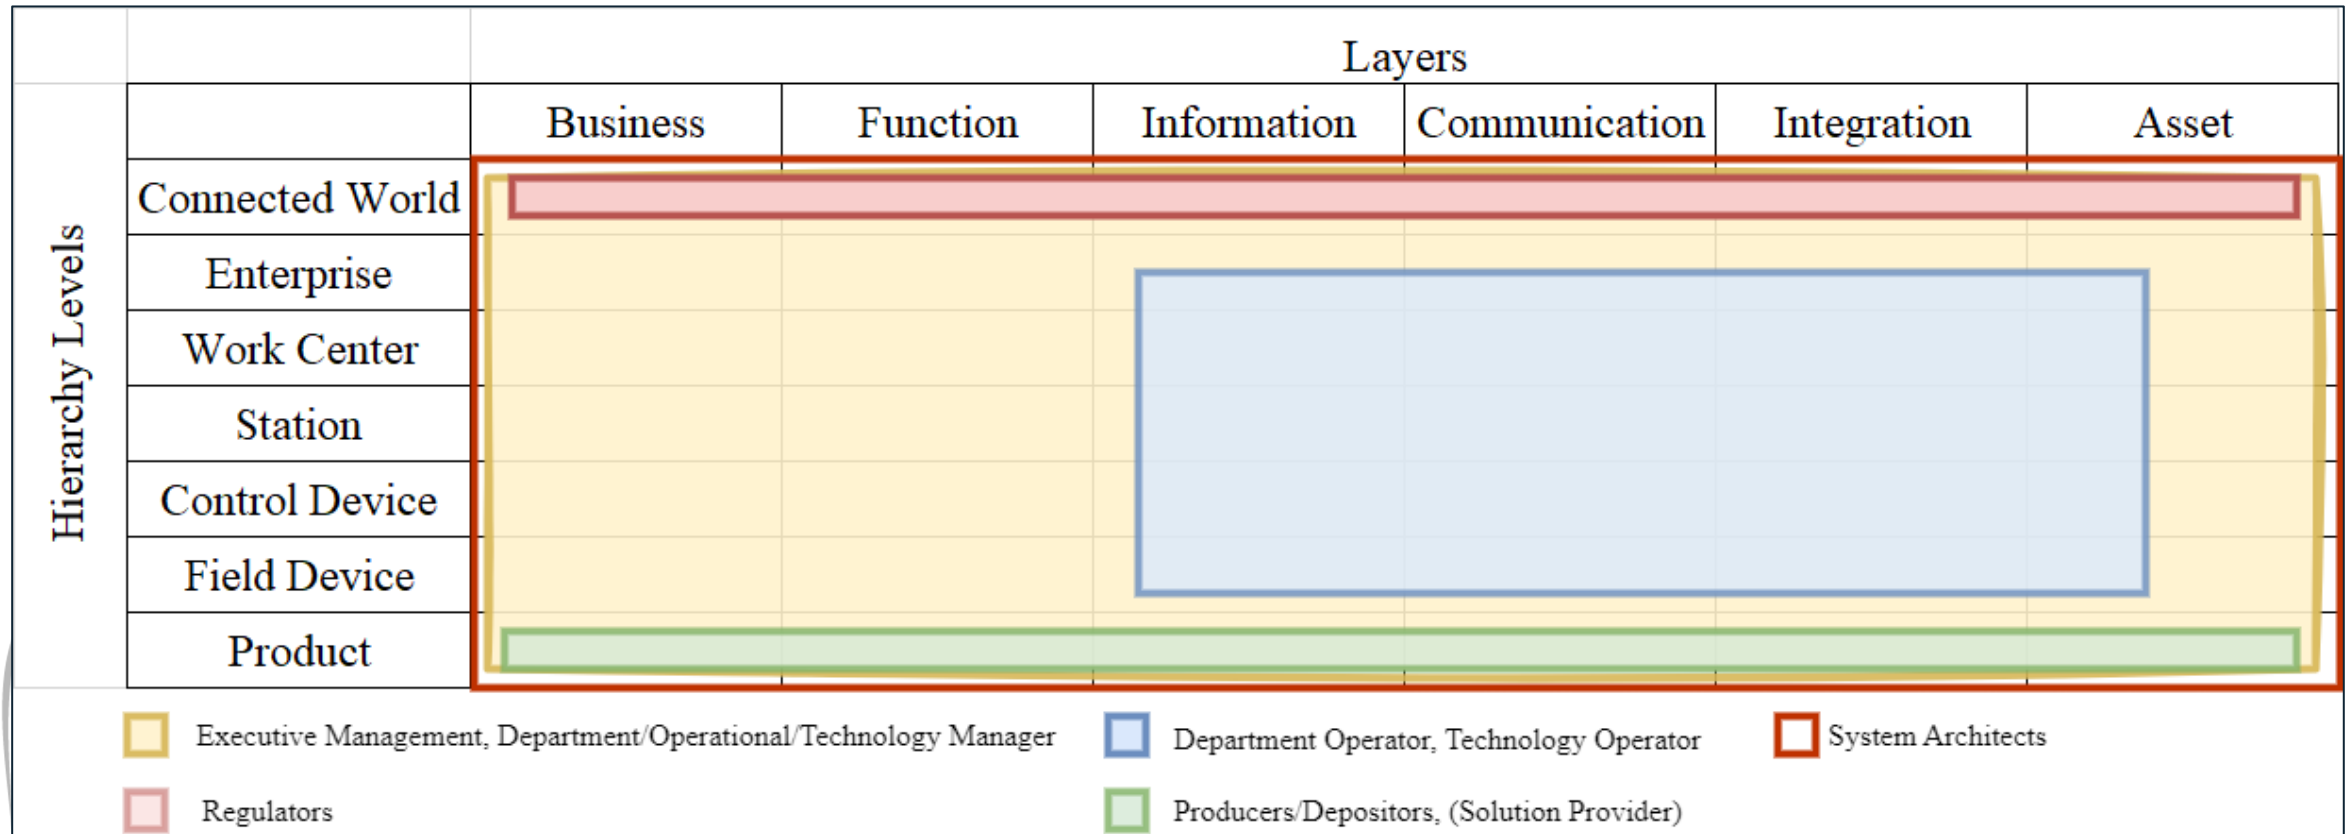 Layers
Business Function Information Communication Integration Asset
Hierarchy Levels
Connected World
Enterprise
Work Center
Station
Control Device
Field Device
Product
Executive Management, Department/Operational/Technology Manager
Department Operator, Technology Operator
System Architects
Regulators
Producers/Depositors, (Solution Provider)